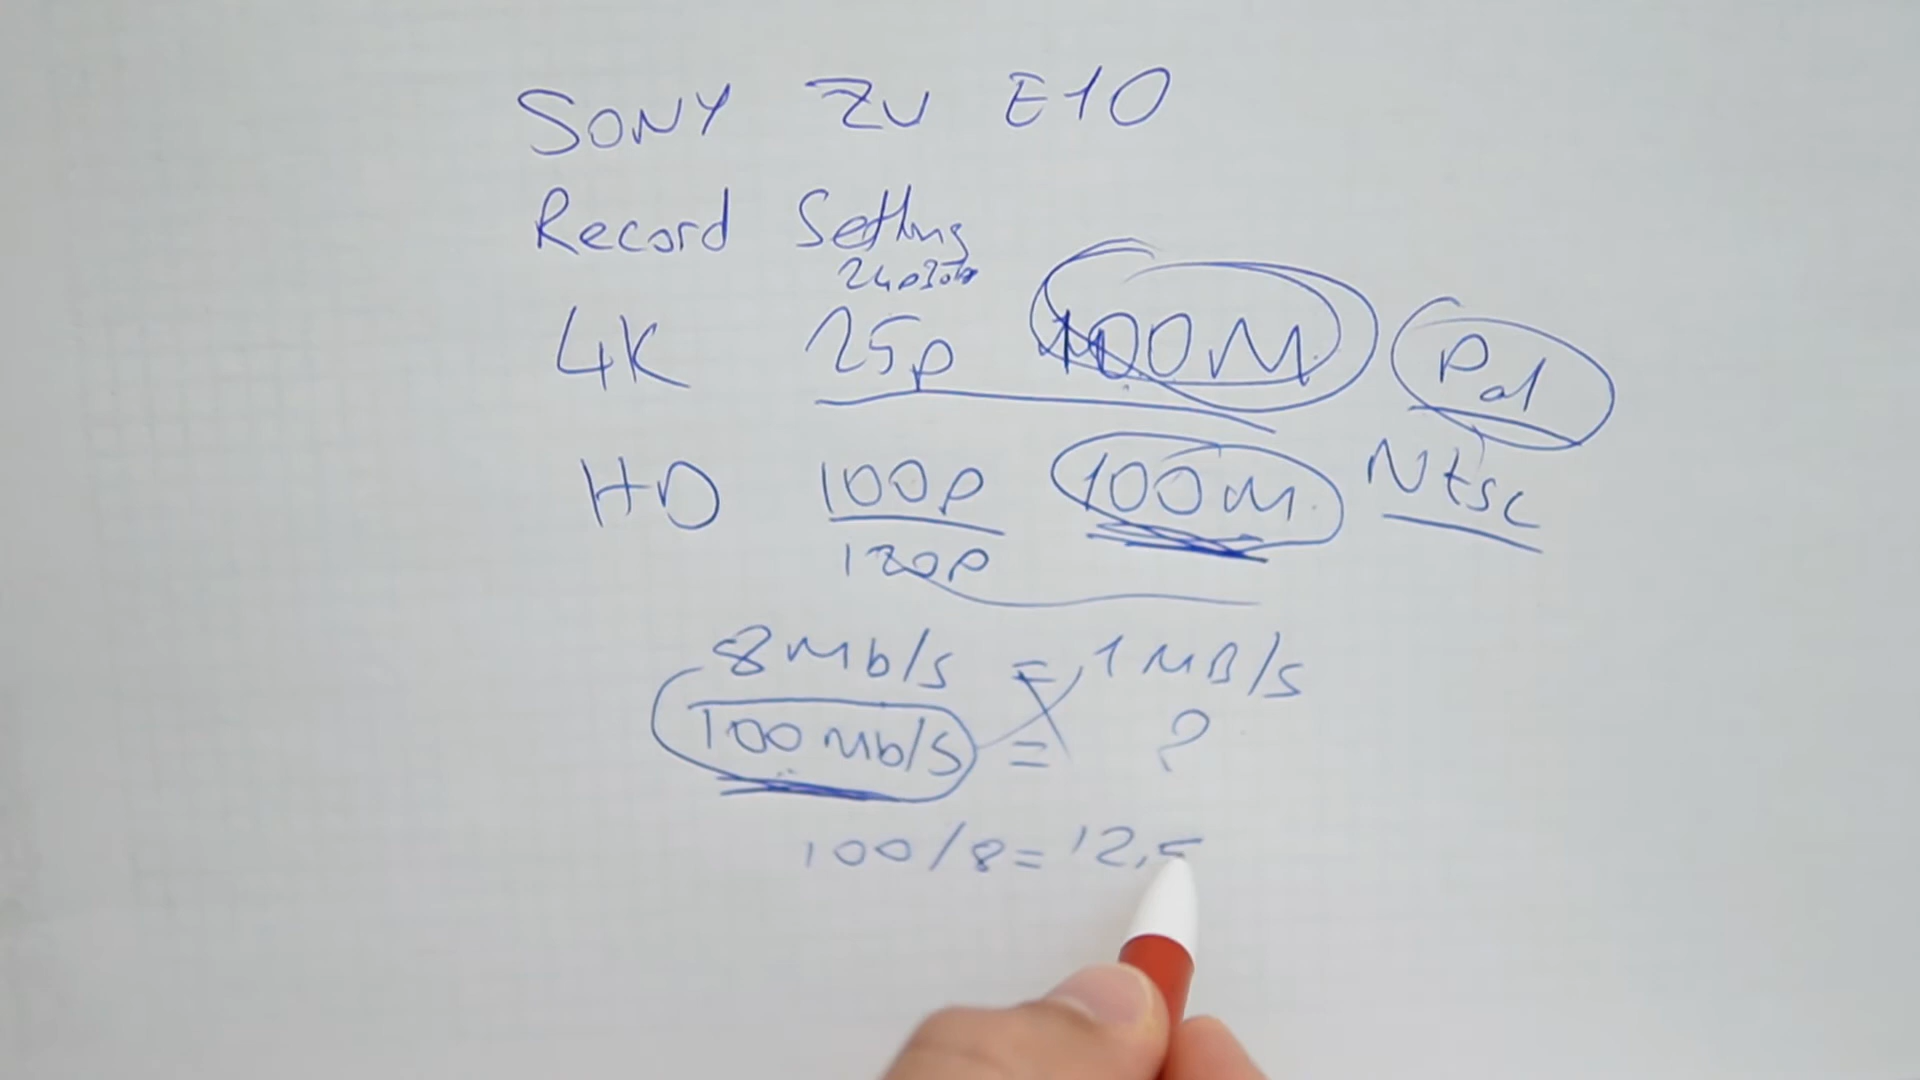 SONY ZV E10
Record Setting
24p30p
4K 25p 100M Pal
HD 100p 100M Ntsc
120p
8Mb/s = 1MB/s
100Mb/s = ?
100/8=12,5